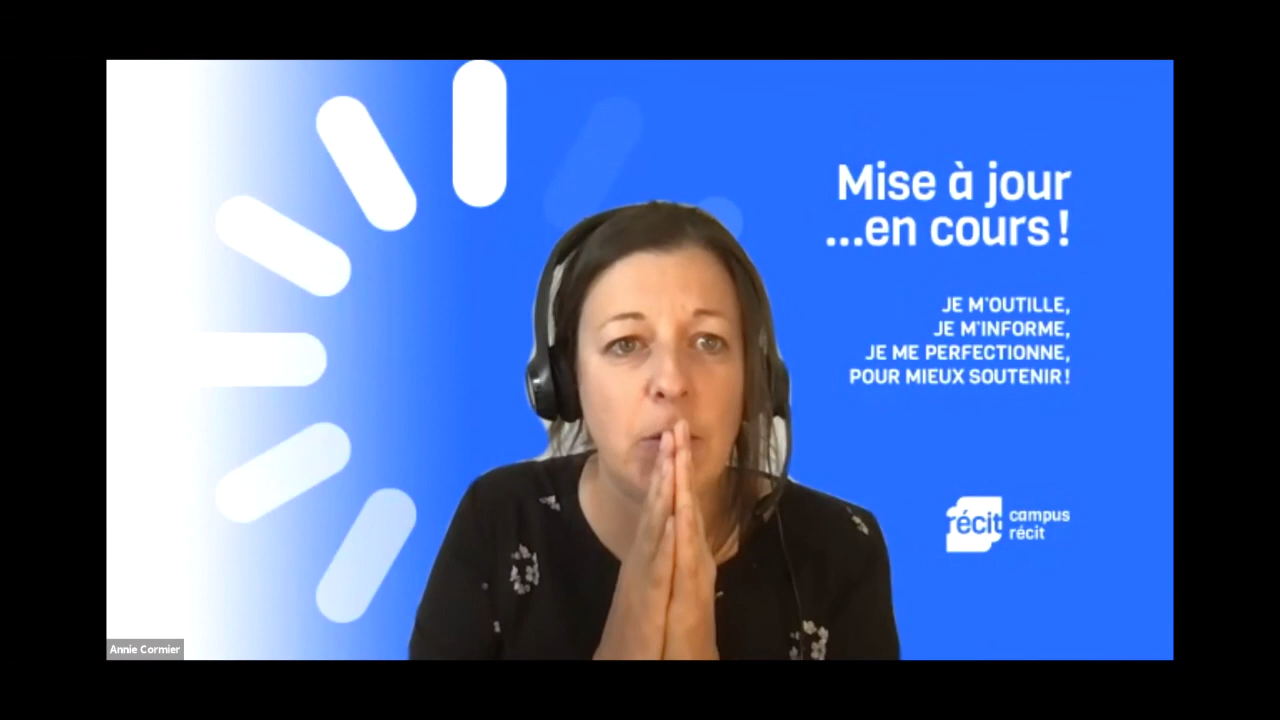 Mise à jour
...en cours !
JE M'OUTILLE,
JE M'INFORME,
JE ME PERFECTIONNE,
POUR MIEUX SOUTENIR !
récit
campus
récit
Annie Cormier